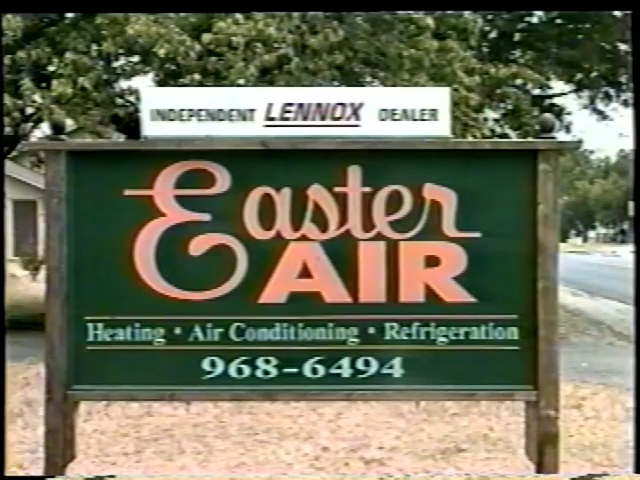 INDEPENDENT LENNOX DEALER
Easter
AIR
Heating • Air Conditioning • Refrigeration
968-6494